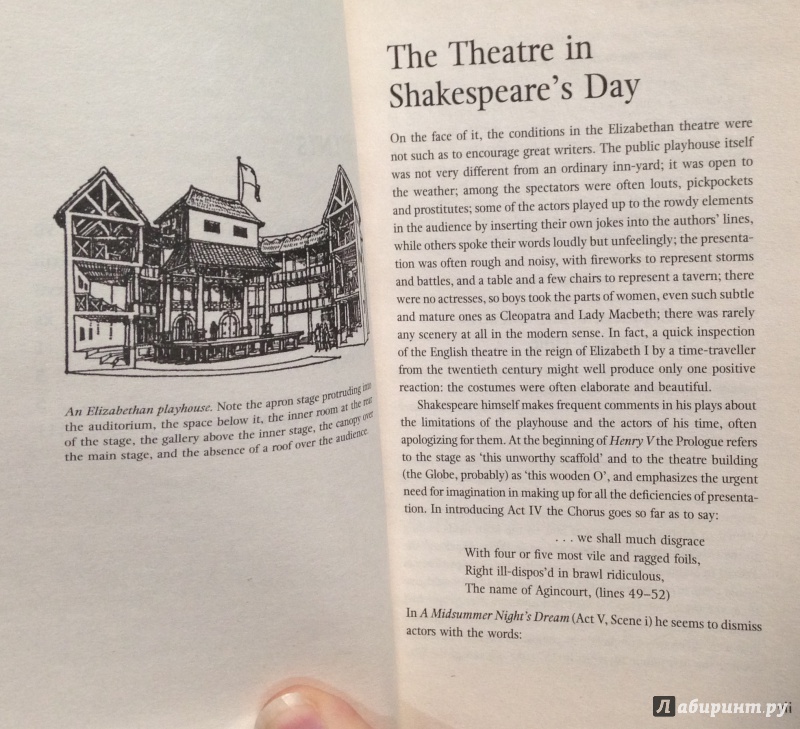 An Elizabethan playhouse. Note the apron stage protruding into
the auditorium, the space below it, the inner room at the rear
of the stage, the gallery above the inner stage, the canopy over
the main stage, and the absence of a roof over the audience.
The Theatre in
Shakespeare's Day
On the face of it, the conditions in the Elizabethan theatre were
not such as to encourage great writers. The public playhouse itself
was not very different from an ordinary inn-yard; it was open to
the weather; among the spectators were often louts, pickpockets
and prostitutes; some of the actors played up to the rowdy elements
in the audience by inserting their own jokes into the authors' lines,
while others spoke their words loudly but unfeelingly; the presenta-
tion was often rough and noisy, with fireworks to represent storms
and battles, and a table and a few chairs to represent a tavern; there
were no actresses, so boys took the parts of women, even such subtle
and mature ones as Cleopatra and Lady Macbeth; there was rarely
any scenery at all in the modern sense. In fact, a quick inspection
of the English theatre in the reign of Elizabeth I by a time-traveller
from the twentieth century might well produce only one positive
reaction: the costumes were often elaborate and beautiful.
Shakespeare himself makes frequent comments in his plays about
the limitations of the playhouse and the actors of his time, often
apologizing for them. At the beginning of Henry V the Prologue refers
to the stage as 'this unworthy scaffold' and to the theatre building
(the Globe, probably) as 'this wooden O', and emphasizes the urgent
need for imagination in making up for all the deficiencies of presenta-
tion. In introducing Act IV the Chorus goes so far as to say:
. . . we shall much disgrace
With four or five most vile and ragged foils,
Right ill-dispos'd in brawl ridiculous,
The name of Agincourt, (lines 49–52)
In A Midsummer Night's Dream (Act V, Scene i) he seems to dismiss
actors with the words:
Лабиринт.ру